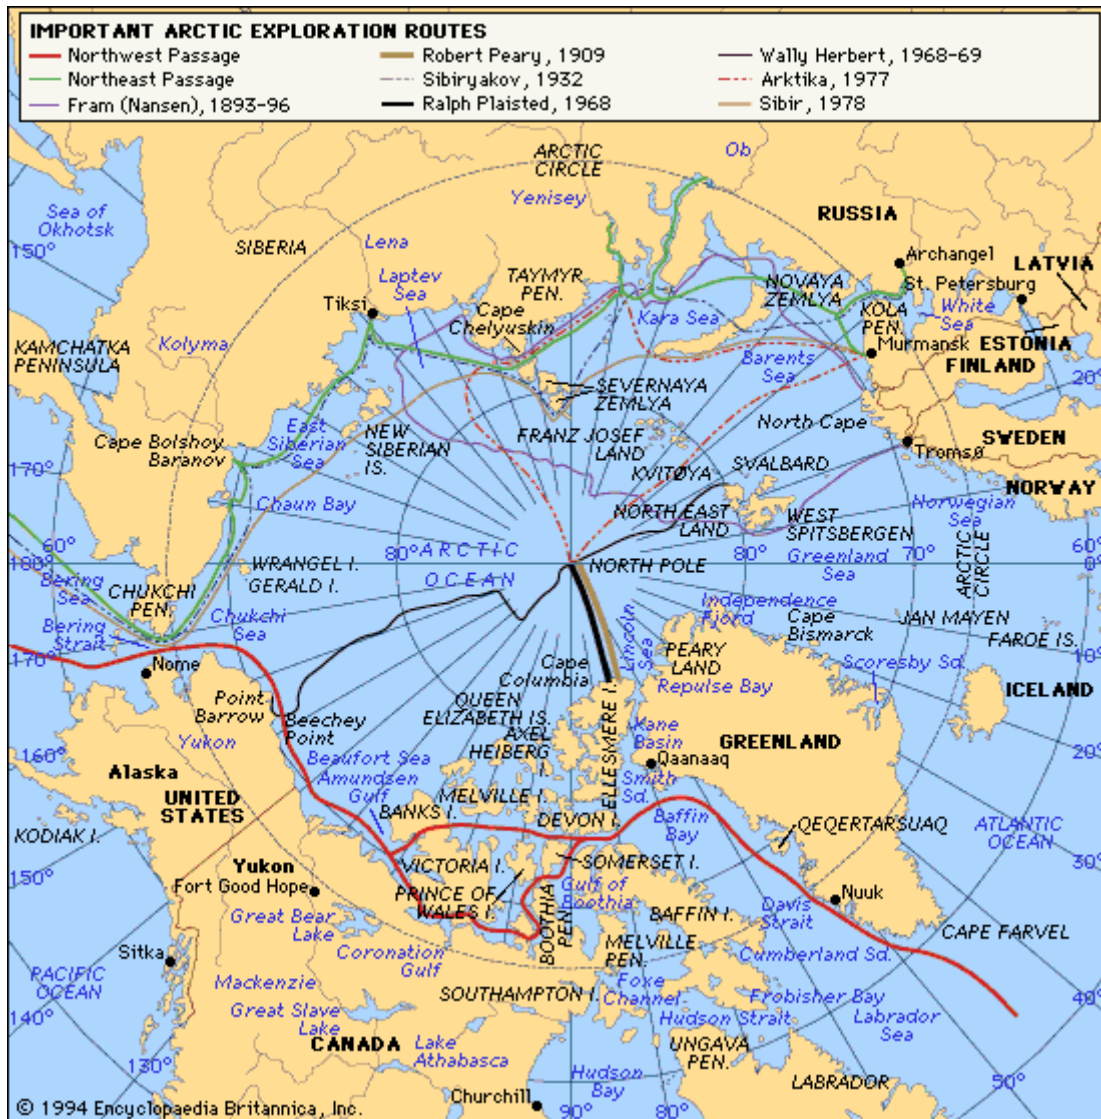 IMPORTANT ARCTIC EXPLORATION ROUTES
Northwest Passage
Northeast Passage
Fram (Nansen), 1893-96
Robert Peary, 1909
Sibiryakov, 1932
Ralph Plaisted, 1968
Wally Herbert, 1968-69
Arktika, 1977
Sibir, 1978
ARCTIC
CIRCLE
Ob
Yenisey
RUSSIA
Sea of
Okhotsk
150°
SIBERIA
Lena
Laptev
Sea
TAYMYR
PEN.
NOVAYA
ZEMLYA
Archangel
LATVIA
St. Petersburg
Tiksi
Cape
Chelyuskin
Kara Sea
KOLA
PEN.
White
Sea
KAMCHATKA
PENINSULA
Kolyma
Barents
Sea
Murmansk
ESTONIA
FINLAND
20°
SEVERNAYA
ZEMLYA
North Cape
East
Siberian
Sea
NEW
SIBERIAN
IS.
FRANZ JOSEF
LAND
SWEDEN
Cape Bolshoy
Baranov
170°
KVITØYA
SVALBARD
Tromsø
NORWAY
Chaun Bay
NORTH EAST
LAND
WEST
SPITSBERGEN
Norwegian
Sea
60°
180°
Bering
Sea
WRANGEL I.
GERALD I.
80°
ARCTIC
OCEAN
NORTH POLE
80°
Greenland
Sea
70°
ARCTIC
CIRCLE
60°
0°
CHUKCHI
PEN.
Chukchi
Sea
Bering
Strait
170°
Lincoln
Sea
Independence
Fjord
Cape
Bismarck
JAN MAYEN
FAROE IS.
10°
Nome
Cape
Columbia
PEARY
LAND
Repulse Bay
Scoresby Sd.
ICELAND
Point
Barrow
Beechey
Point
QUEEN
ELIZABETH IS.
AXEL
HEIBERG
I.
ELLESMERE I.
Kane
Basin
GREENLAND
20°
160°
Yukon
Beaufort Sea
Amundsen
Gulf
Qaanaaq
Smith
Sd.
Alaska
UNITED
STATES
BANKS I.
MELVILLE I.
DEVON I.
Baffin
Bay
QEQERTARSUAQ
ATLANTIC
OCEAN
KODIAK I.
150°
Yukon
Fort Good Hope
VICTORIA I.
SOMERSET I.
30°
PRINCE OF
WALES I.
BOOTHIA
PEN.
Gulf of
Boothia
BAFFIN I.
Davis
Strait
Nuuk
Great Bear
Lake
Sitka
Coronation
Gulf
MELVILLE
PEN.
Cumberland Sd.
CAPE FARVEL
PACIFIC
OCEAN
Mackenzie
SOUTHAMPTON I.
Foxe
Channel
Frobisher Bay
40°
140°
Great Slave
Lake
Hudson Strait
Labrador
Sea
CANADA
Lake
Athabasca
UNGAVA
PEN.
130°
Hudson
Bay
LABRADOR
50°
Churchill
90°
80°
© 1994 Encyclopaedia Britannica, Inc.